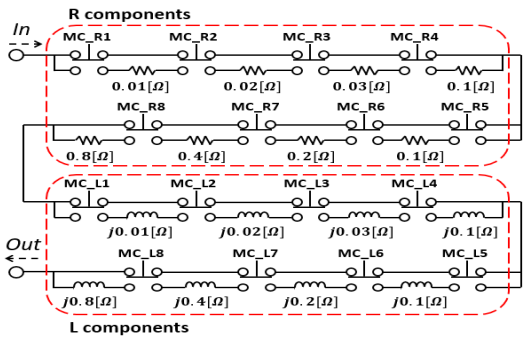 R components
In
MC_R1 MC_R2 MC_R3 MC_R4
0.01[Ω] 0.02[Ω] 0.03[Ω] 0.1[Ω]
MC_R8 MC_R7 MC_R6 MC_R5
0.8[Ω] 0.4[Ω] 0.2[Ω] 0.1[Ω]
MC_L1 MC_L2 MC_L3 MC_L4
j0.01[Ω] j0.02[Ω] j0.03[Ω] j0.1[Ω]
Out
MC_L8 MC_L7 MC_L6 MC_L5
j0.8[Ω] j0.4[Ω] j0.2[Ω] j0.1[Ω]
L components